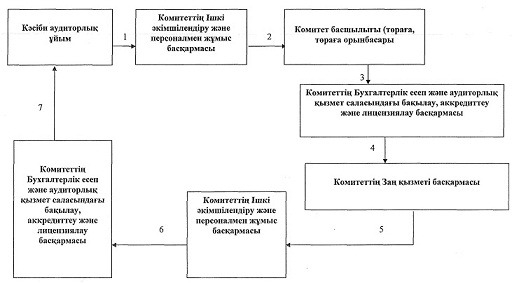 Кәсіби аудиторлық
ұйым
1
Комитеттің Ішкі
әкімшілендіру және
персоналмен жұмыс
басқармасы
2
Комитет басшылығы (төраға,
төраға орынбасары
3
Комитеттің Бухгалтерлік есеп және аудиторлық
қызмет саласындағы бақылау, аккредиттеу
және лицензиялау басқармасы
4
Комитеттің Заң қызметі басқармасы
5
Комитеттің Ішкі
әкімшілендіру және
персоналмен жұмыс
басқармасы
6
Комитеттің
Бухгалтерлік есеп
және аудиторлық
қызмет саласындағы
бақылау,
аккредиттеу және
лицензиялау
басқармасы
7